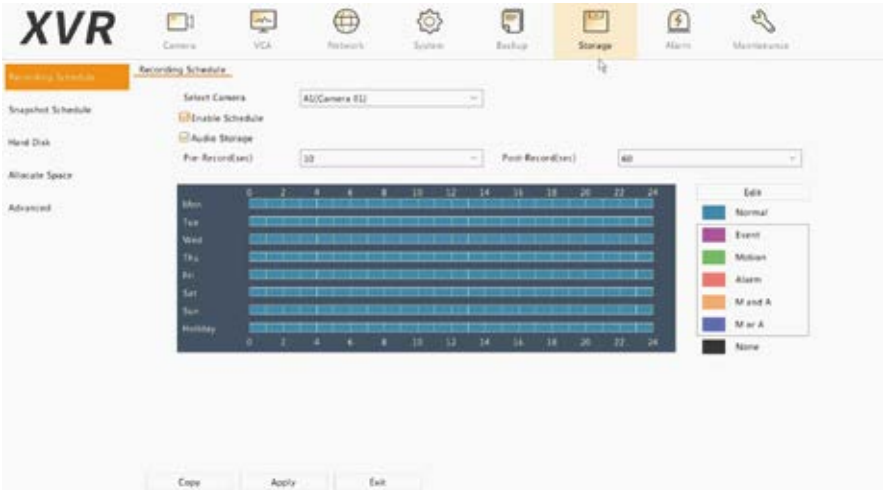 XVR
Camera
VCA
Network
System
Backup
Storage
Alarm
Maintenance
Recording Schedule
Snapshot Schedule
Hard Disk
Allocate Space
Advanced
Recording Schedule
Select Camera
A1(Camera 01)
Enable Schedule
Audio Storage
Pre-Record(sec)
10
Post-Record(sec)
60
0 2 4 6 8 10 12 14 16 18 20 22 24
Mon
Tue
Wed
Thu
Fri
Sat
Sun
Holiday
0 2 4 6 8 10 12 14 16 18 20 22 24
Edit
Normal
Event
Motion
Alarm
M and A
M or A
None
Copy
Apply
Exit